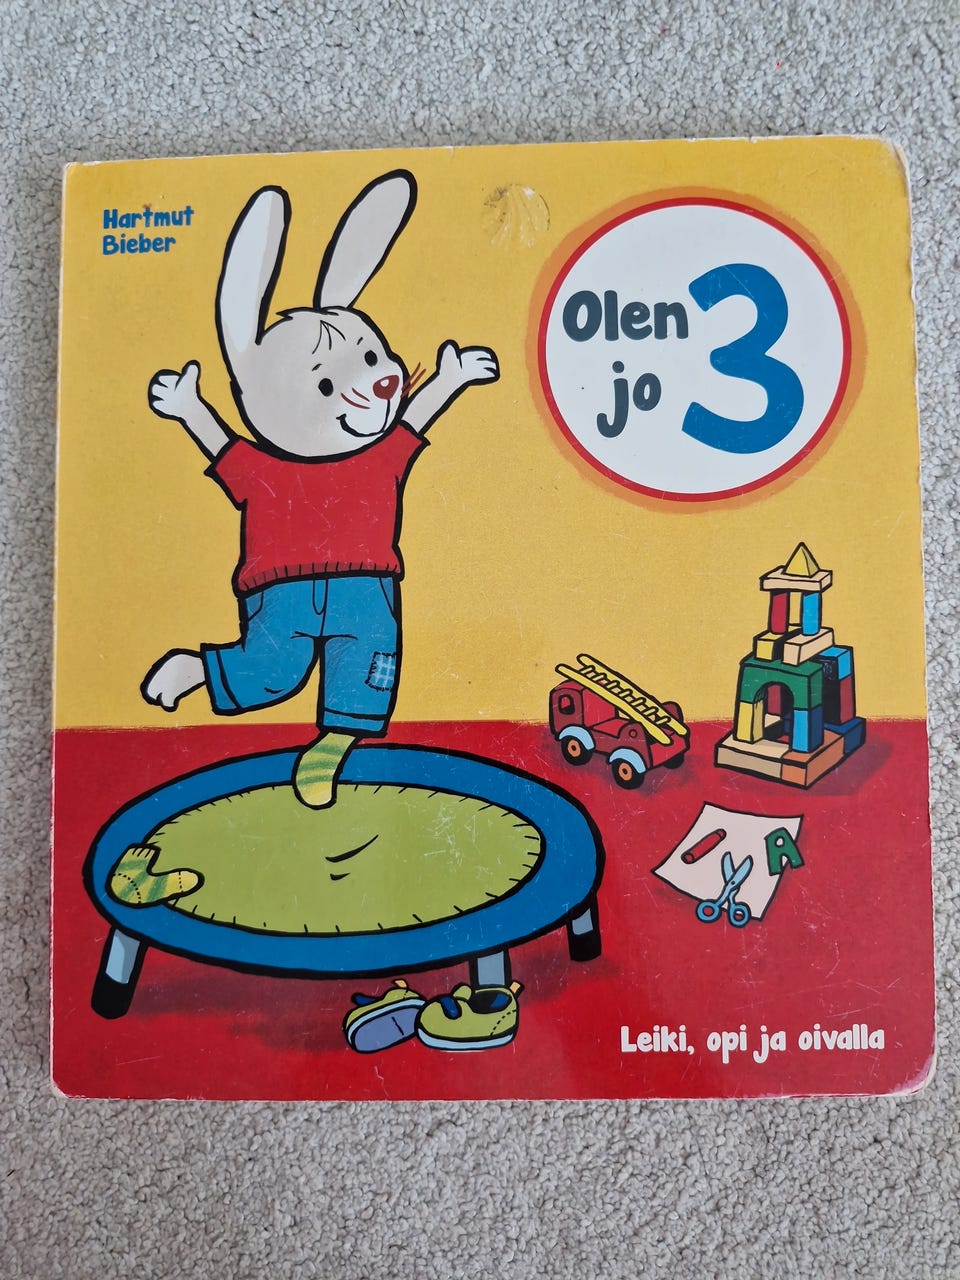 Hartmut
Bieber
Olen
jo 3
Leiki, opi ja oivalla
A